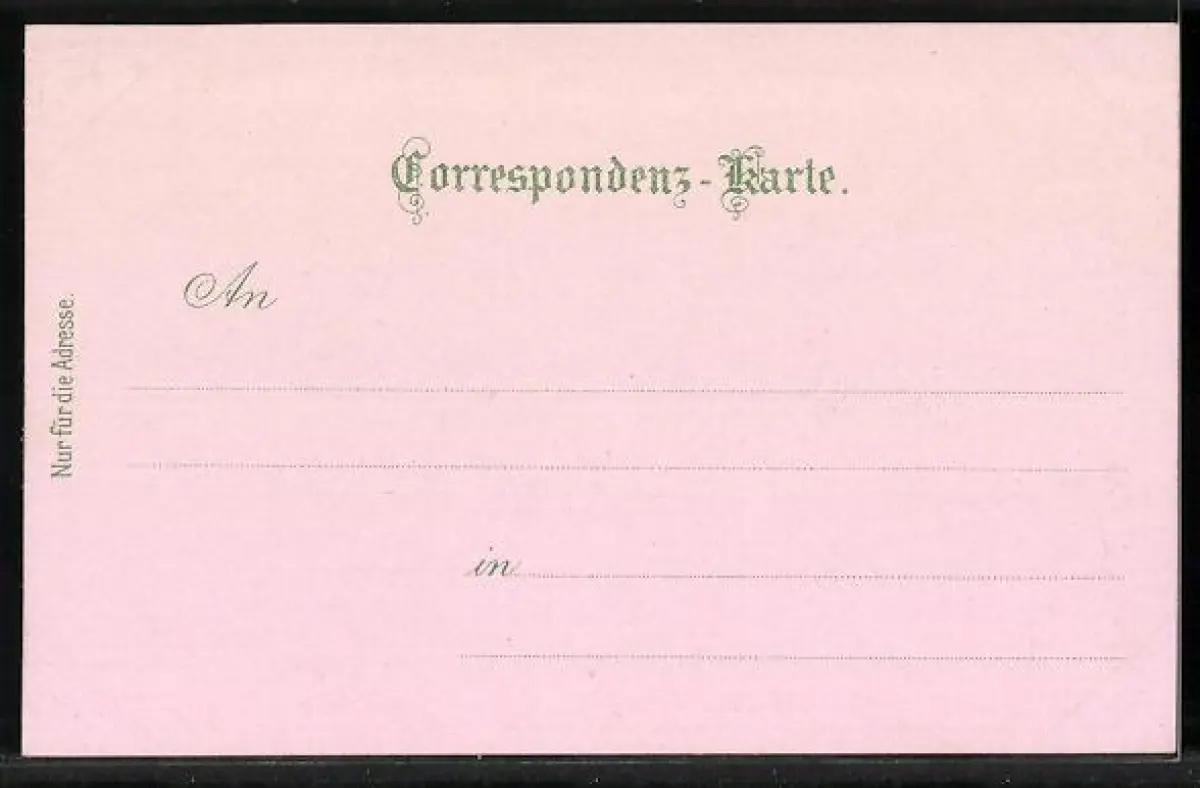 Correspondenz-Karte.
An
in
Nur für die Adresse.